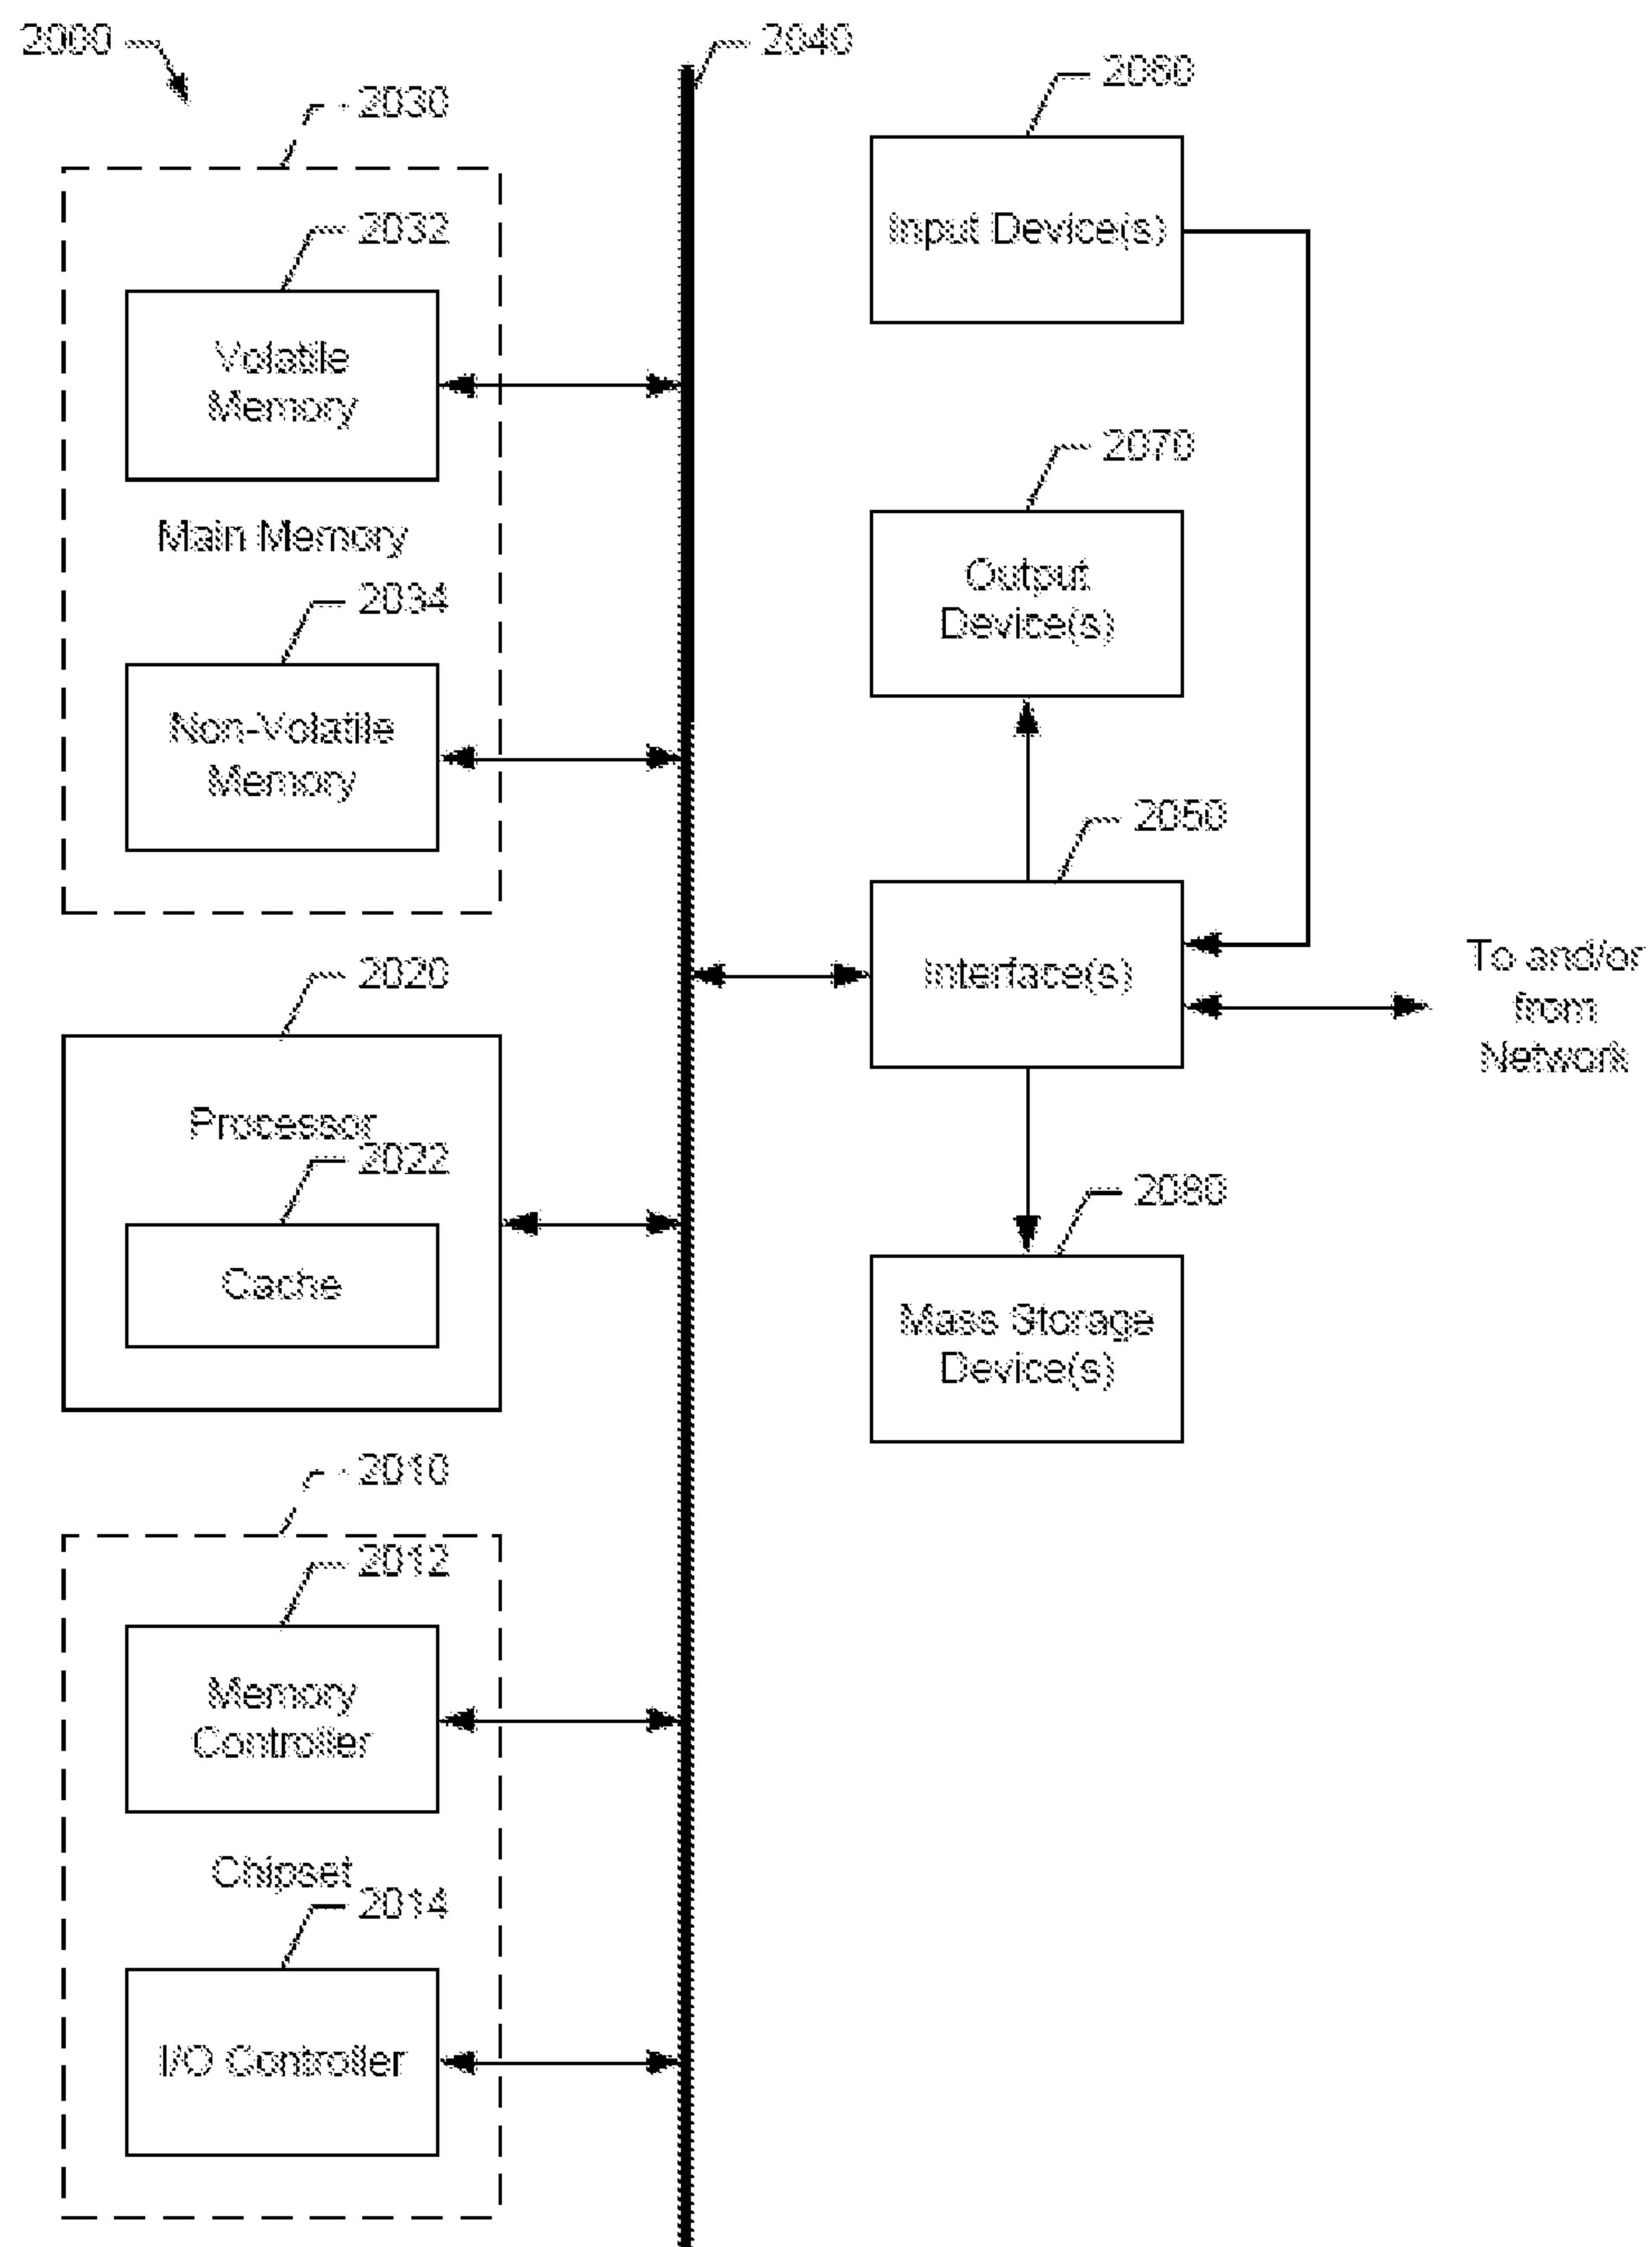 2000
2040
2060
2030
2032
Input Device(s)
Volatile
Memory
2070
Main Memory
Output
Device(s)
2034
Non-Volatile
Memory
2050
2020
Interface(s)
To and/or
from
Network
Processor
2022
2080
Cache
Mass Storage
Device(s)
2010
2012
Memory
Controller
Chipset
2014
I/O Controller